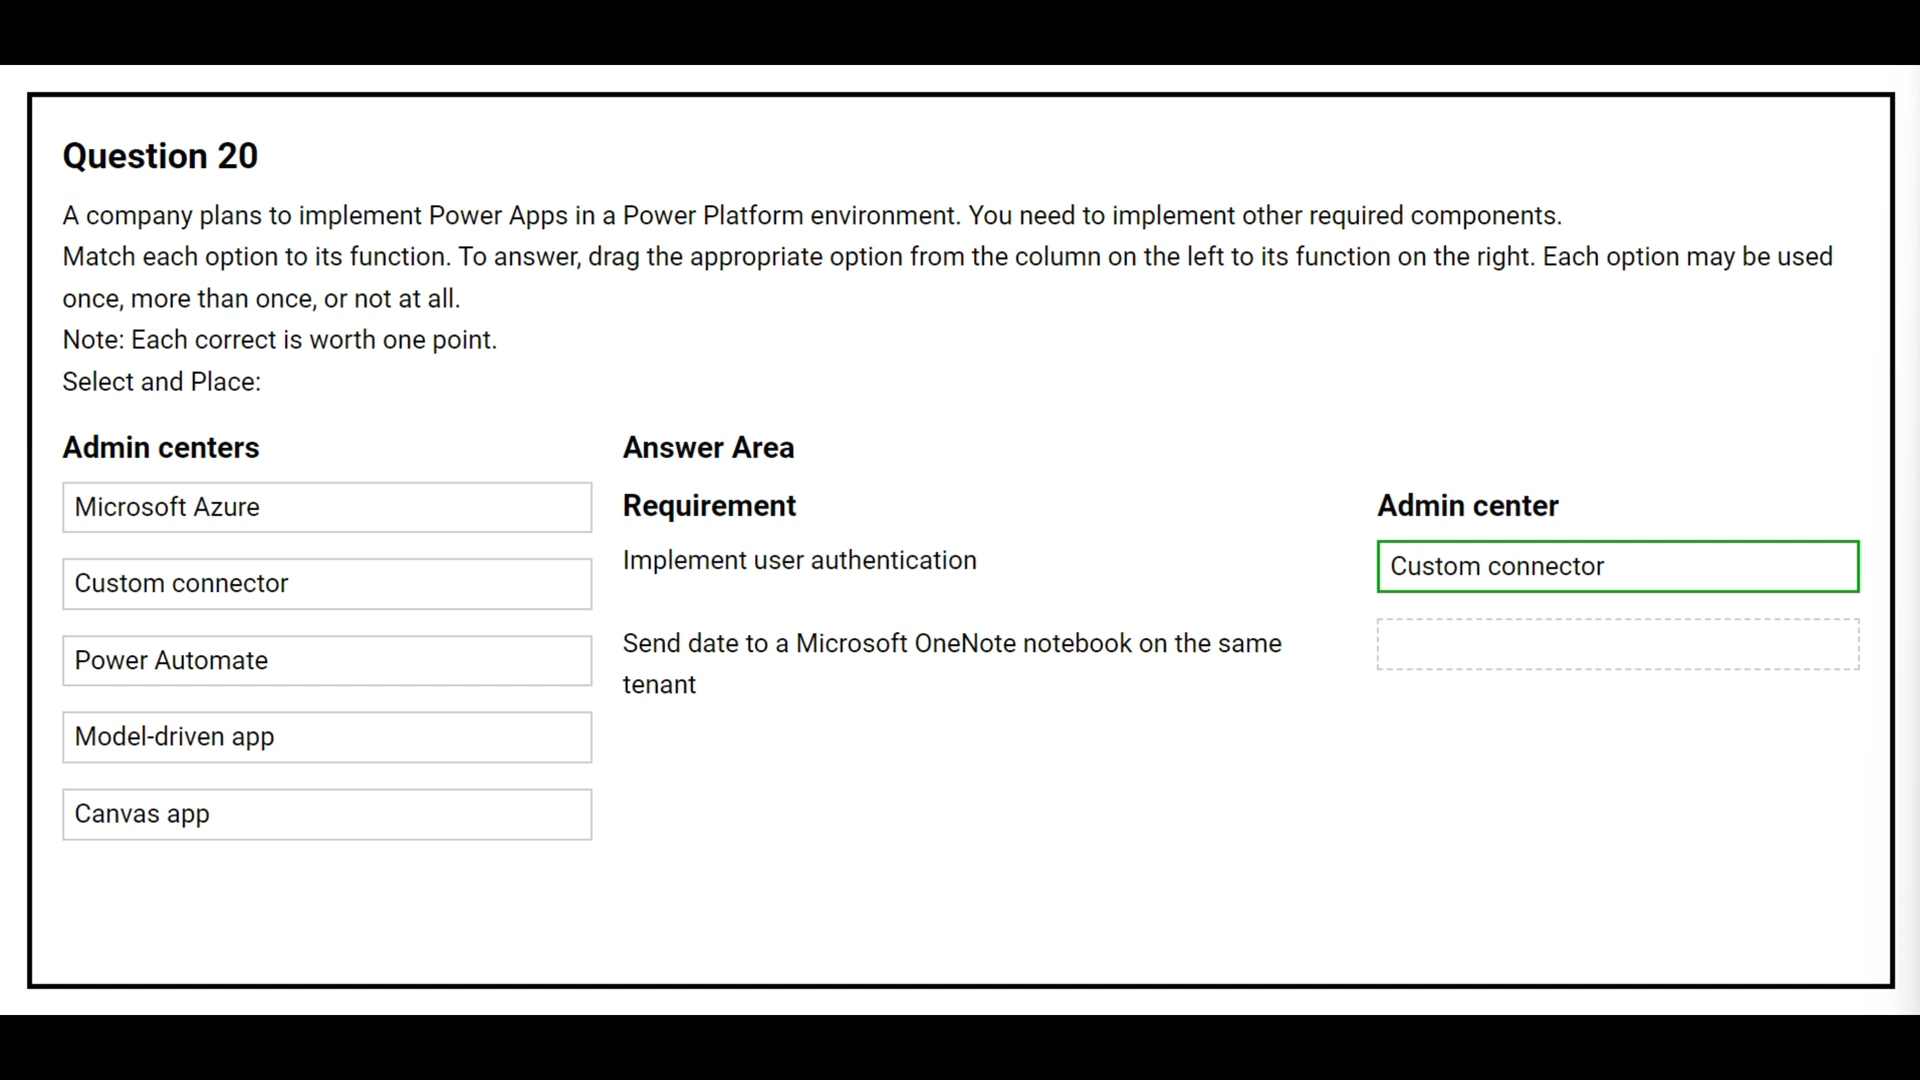 Question 20
A company plans to implement Power Apps in a Power Platform environment. You need to implement other required components.
Match each option to its function. To answer, drag the appropriate option from the column on the left to its function on the right. Each option may be used
once, more than once, or not at all.
Note: Each correct is worth one point.
Select and Place:
Admin centers
Microsoft Azure
Custom connector
Power Automate
Model-driven app
Canvas app
Answer Area
Requirement
Implement user authentication
Send date to a Microsoft OneNote notebook on the same
tenant
Admin center
Custom connector